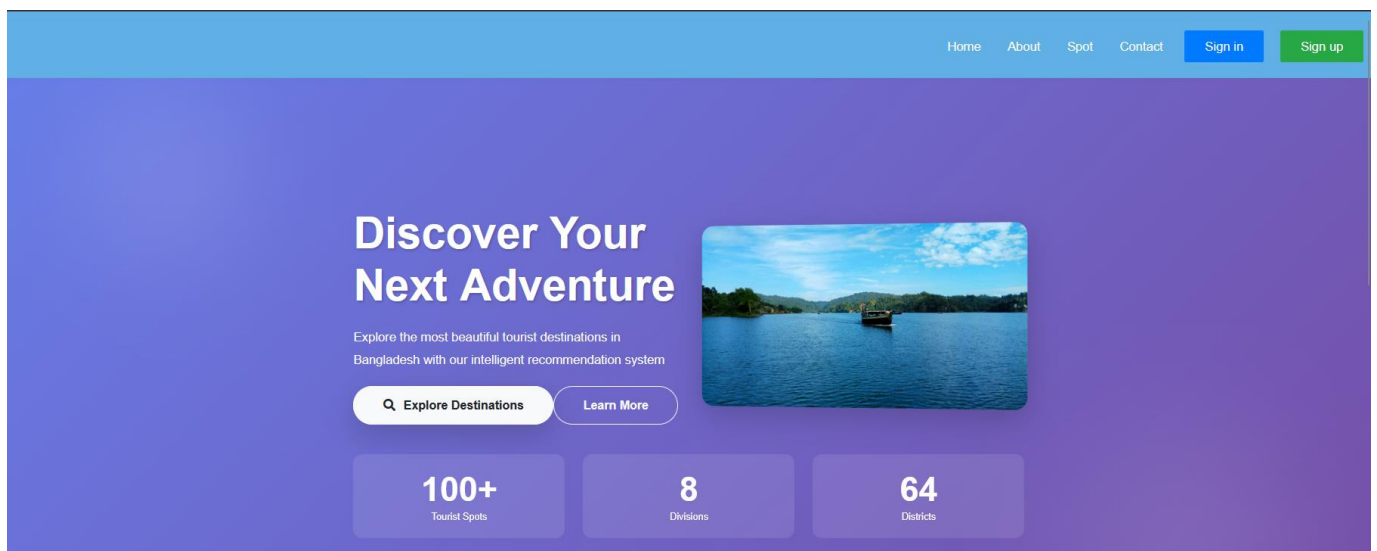 Home About Spot Contact Sign in Sign up
Discover Your
Next Adventure
Explore the most beautiful tourist destinations in
Bangladesh with our intelligent recommendation system
Explore Destinations Learn More
100+ 8 64
Tourist Spots Divisions Districts